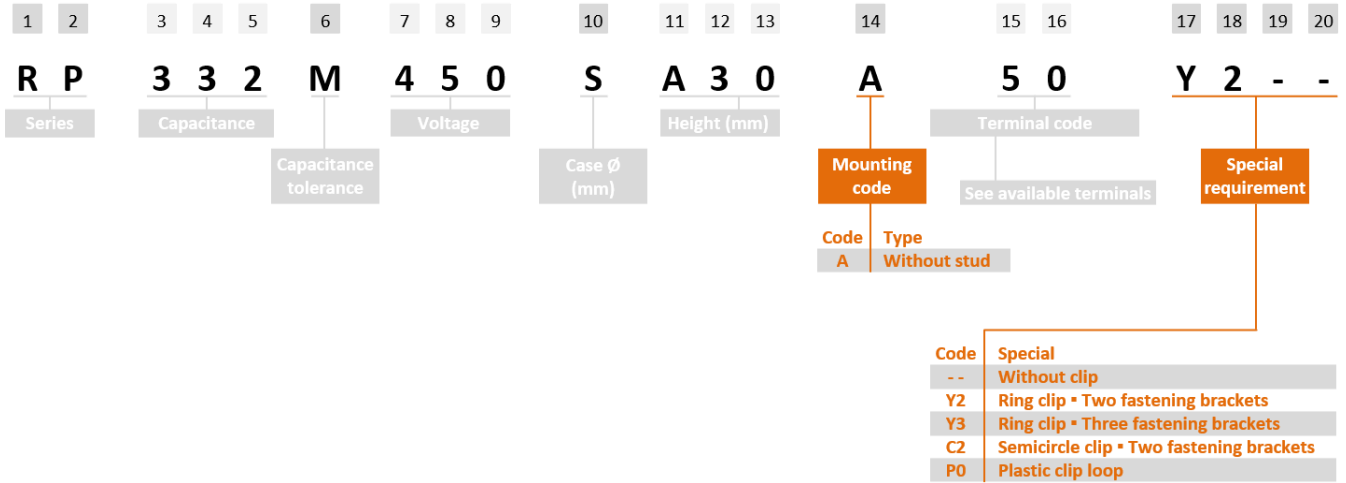 1 2 3 4 5 6 7 8 9 10 11 12 13 14 15 16 17 18 19 20
R P 3 3 2 M 4 5 0 S A 3 0 A 5 0 Y 2 - -
Series Capacitance Voltage Height (mm) Terminal code
Capacitance
tolerance
Case Ø
(mm)
Mounting
code
See available terminals
Special
requirement
Code Type
A Without stud
Code Special
- - Without clip
Y2 Ring clip ▪ Two fastening brackets
Y3 Ring clip ▪ Three fastening brackets
C2 Semicircle clip ▪ Two fastening brackets
P0 Plastic clip loop